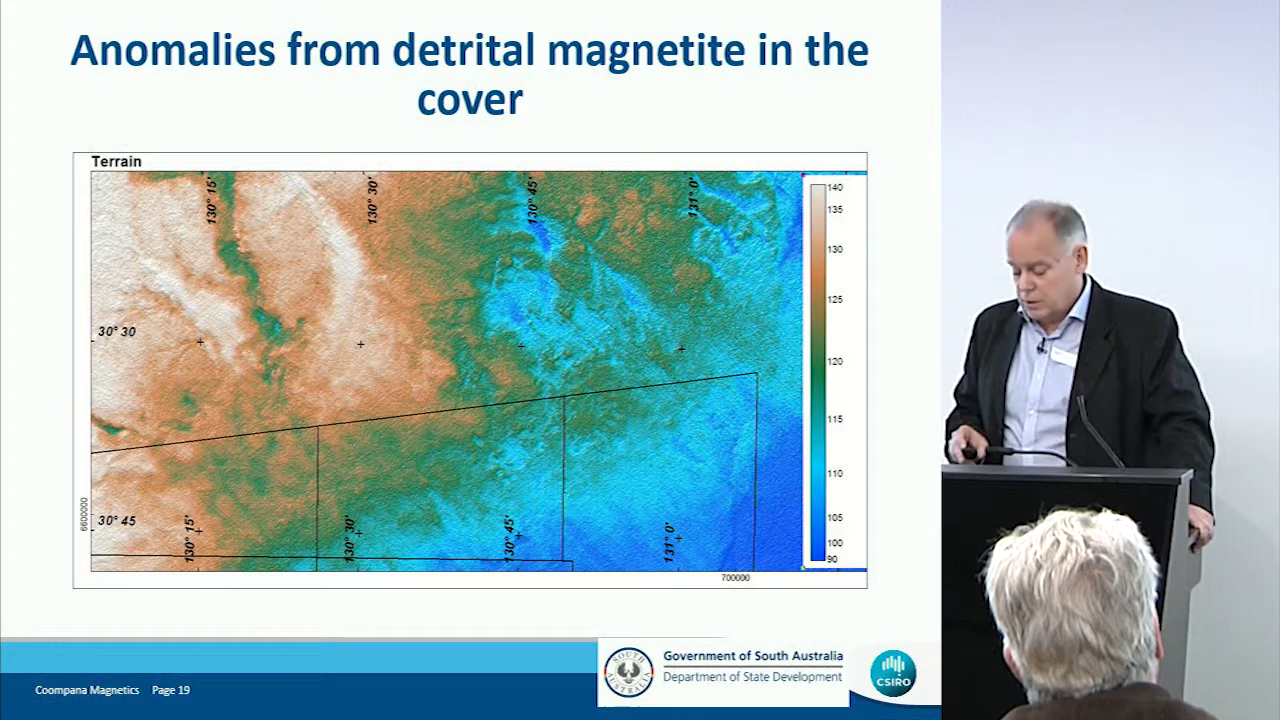 Anomalies from detrital magnetite in the
cover
Terrain
130° 15'
130° 30'
130° 45'
131° 0'
140
135
130
125
120
115
110
105
100
90
30° 30
30° 45
6600000
130° 15'
130° 30'
130° 45'
131° 0'
700000
Coompana Magnetics Page 19
SOUTH
AUSTRALIA
Government of South Australia
Department of State Development
CSIRO